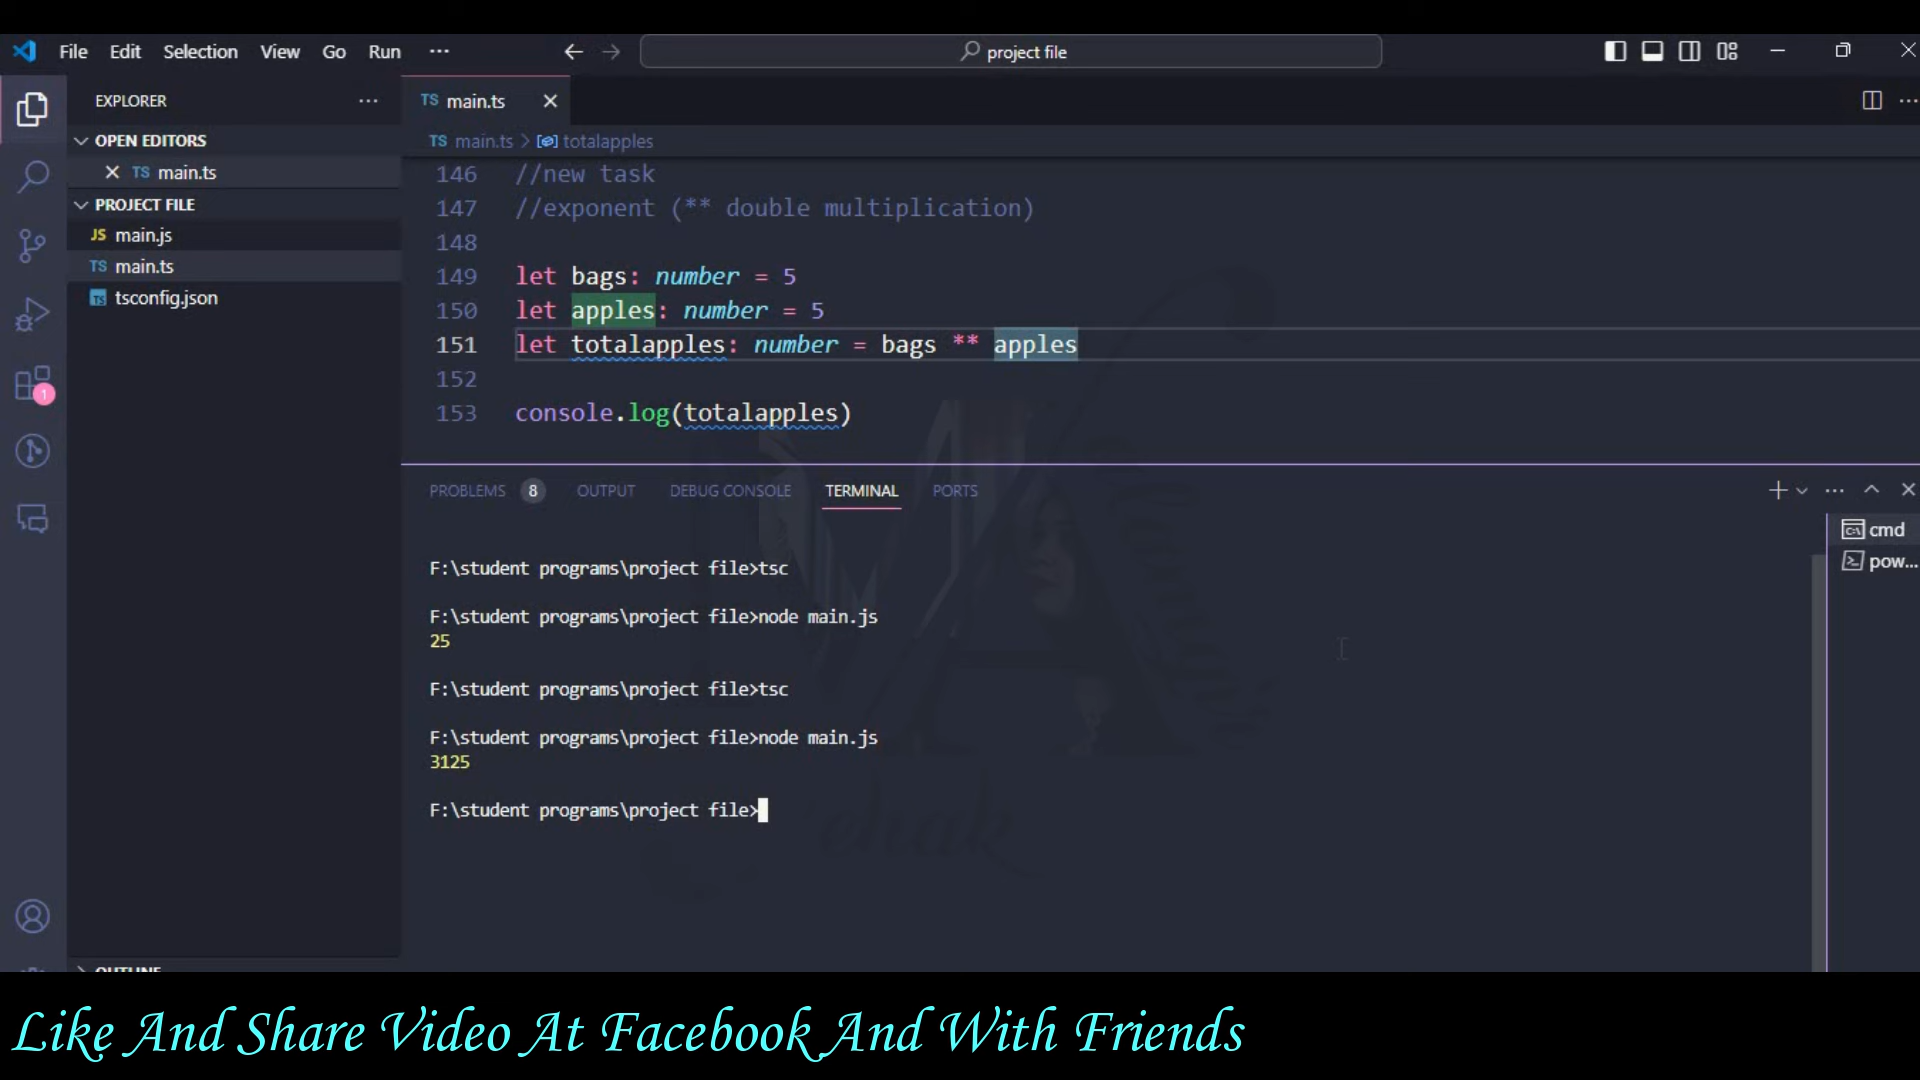 File Edit Selection View Go Run ··· project file
EXPLORER ···
OPEN EDITORS
TS main.ts
PROJECT FILE
JS main.js
TS main.ts
TS tsconfig.json
1
OUTLINE
TS main.ts
TS main.ts > totalapples
146 //new task
147 //exponent (** double multiplication)
148
149 let bags: number = 5
150 let apples: number = 5
151 let totalapples: number = bags ** apples
152
153 console.log(totalapples)
PROBLEMS 8 OUTPUT DEBUG CONSOLE TERMINAL PORTS
F:\student programs\project file>tsc
F:\student programs\project file>node main.js
25
F:\student programs\project file>tsc
F:\student programs\project file>node main.js
3125
F:\student programs\project file>
cmd
pow...
ehak
Like And Share Video At Facebook And With Friends